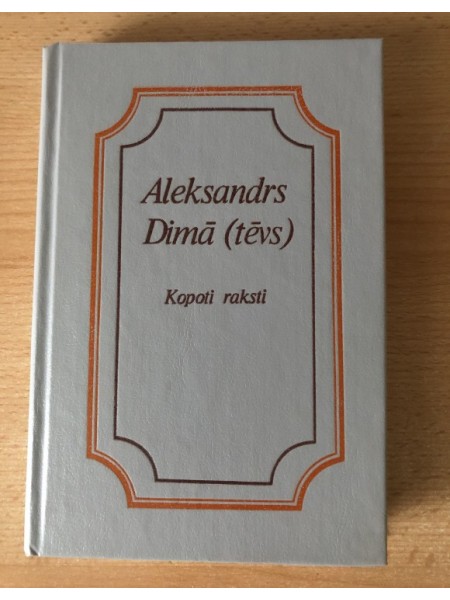 Aleksandrs
Dimā (tēvs)
Kopoti raksti